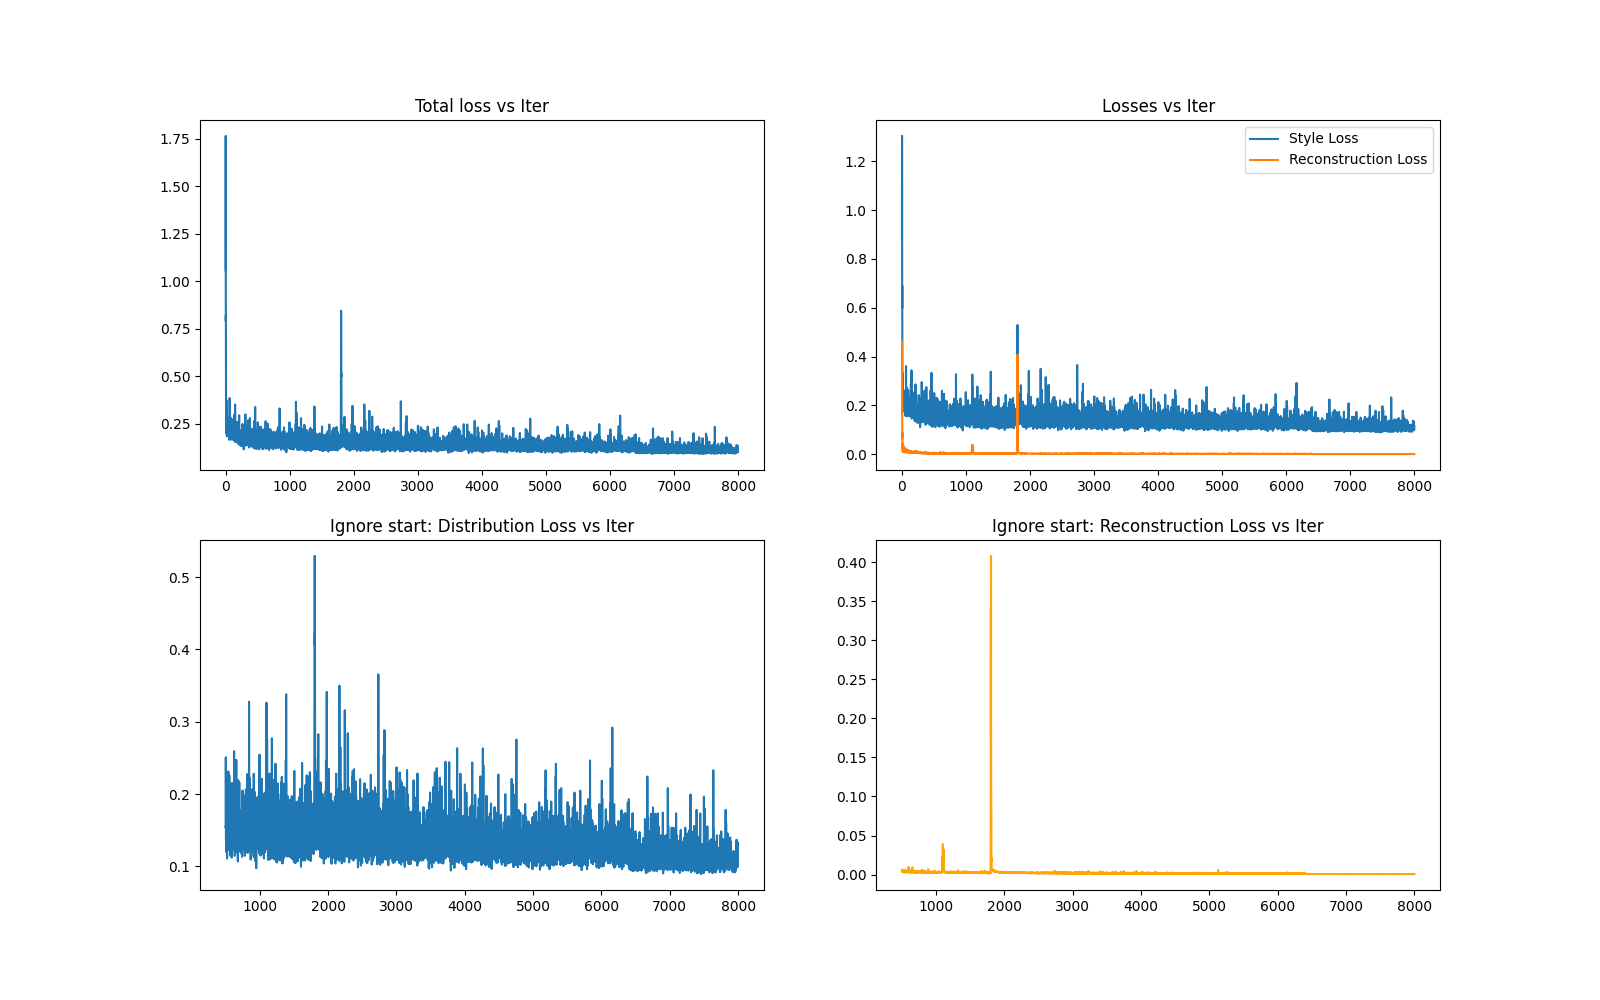 Total loss vs Iter
1.75
1.50
1.25
1.00
0.75
0.50
0.25
0 1000 2000 3000 4000 5000 6000 7000 8000
Losses vs Iter
Style Loss
Reconstruction Loss
1.2
1.0
0.8
0.6
0.4
0.2
0.0
0 1000 2000 3000 4000 5000 6000 7000 8000
Ignore start: Distribution Loss vs Iter
0.5
0.4
0.3
0.2
0.1
1000 2000 3000 4000 5000 6000 7000 8000
Ignore start: Reconstruction Loss vs Iter
0.40
0.35
0.30
0.25
0.20
0.15
0.10
0.05
0.00
1000 2000 3000 4000 5000 6000 7000 8000